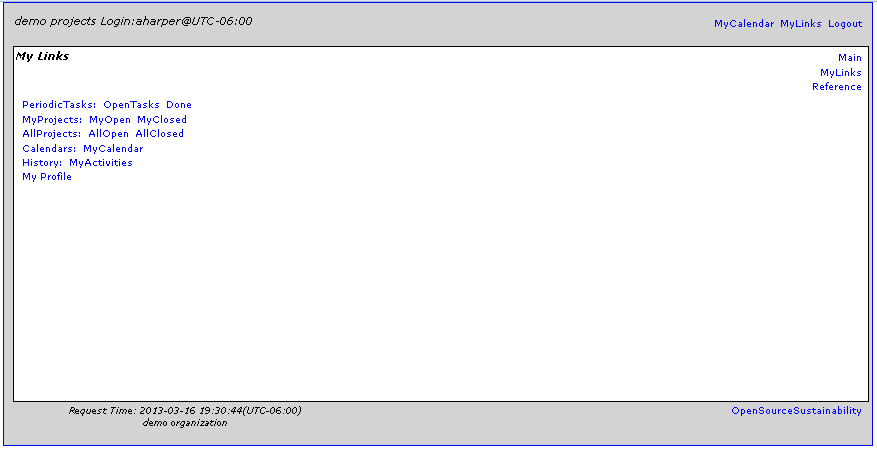 demo projects Login:aharper@UTC-06:00
MyCalendar MyLinks Logout
My Links
Main
MyLinks
Reference
PeriodicTasks: OpenTasks Done
MyProjects: MyOpen MyClosed
AllProjects: AllOpen AllClosed
Calendars: MyCalendar
History: MyActivities
My Profile
Request Time: 2013-03-16 19:30:44(UTC-06:00)
OpenSourceSustainability
demo organization